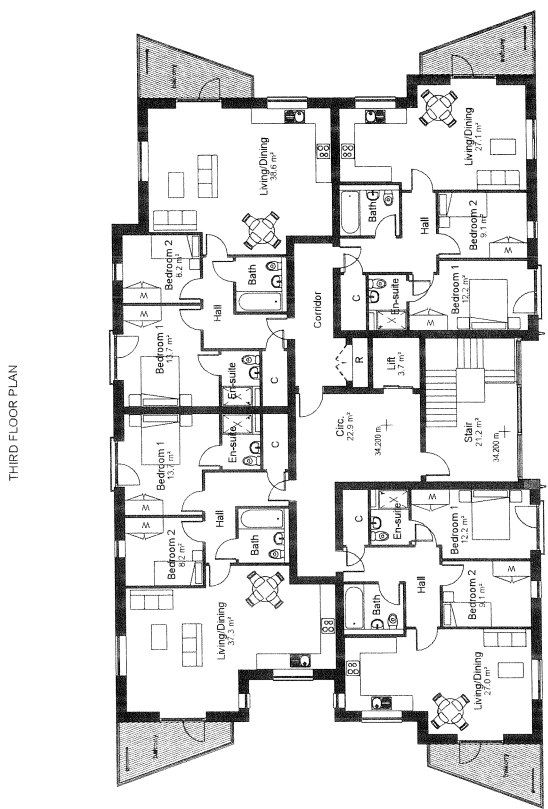 THIRD FLOOR PLAN
balcony
balcony
Living/Dining
38.6 m²
Living/Dining
27.1 m²
Bath
Hall
Bedroom 2
9.1 m²
Bedroom 2
8.2 m²
W
W
Bath
Hall
Corridor
C
En-suite
Bedroom 1
12.2 m²
W
W
Bedroom 1
13.7 m²
En-suite
C
R
Lift
3.7 m²
Circ.
22.9 m²
34.200 m
Stair
21.2 m²
34.200 m
Bedroom 1
13.7
En-suite
C
W
Hall
Bedroom 2
8.2 m²
W
Bath
C
En-suite
Bedroom 1
12.2 m²
W
Bath
Hall
Bedroom 2
9.1 m²
W
Living/Dining
37.3 m²
Living/Dining
27.0 m²
balcony
balcony